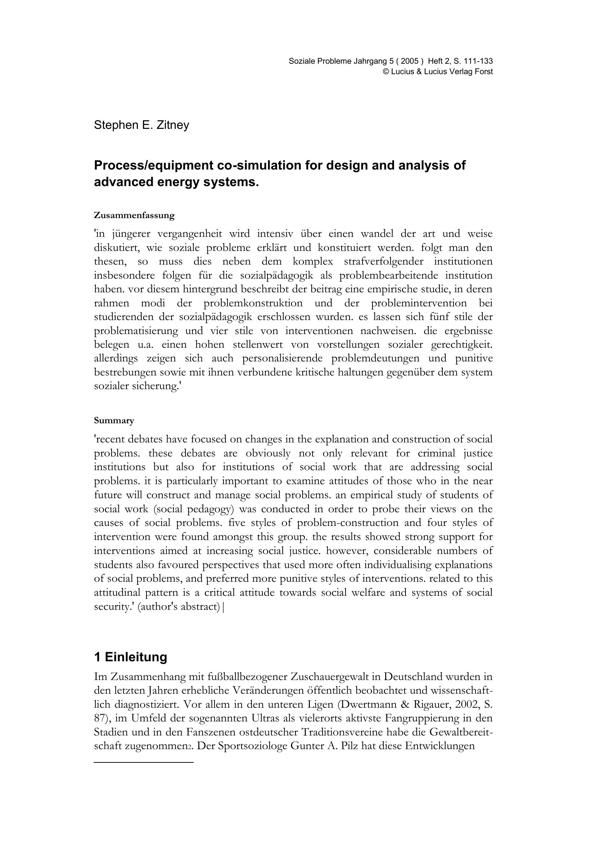 Soziale Probleme Jahrgang 5 ( 2005 ) Heft 2, S. 111-133
© Lucius & Lucius Verlag Forst
Stephen E. Zitney
Process/equipment co-simulation for design and analysis of
advanced energy systems.
Zusammenfassung
'in jüngerer vergangenheit wird intensiv über einen wandel der art und weise
diskutiert, wie soziale probleme erklärt und konstituiert werden. folgt man den
thesen, so muss dies neben dem komplex strafverfolgender institutionen
insbesondere folgen für die sozialpädagogik als problembearbeitende institution
haben. vor diesem hintergrund beschreibt der beitrag eine empirische studie, in deren
rahmen modi der problemkonstruktion und der problemintervention bei
studierenden der sozialpädagogik erschlossen wurden. es lassen sich fünf stile der
problematisierung und vier stile von interventionen nachweisen. die ergebnisse
belegen u.a. einen hohen stellenwert von vorstellungen sozialer gerechtigkeit.
allerdings zeigen sich auch personalisierende problemdeutungen und punitive
bestrebungen sowie mit ihnen verbundene kritische haltungen gegenüber dem system
sozialer sicherung.'
Summary
'recent debates have focused on changes in the explanation and construction of social
problems. these debates are obviously not only relevant for criminal justice
institutions but also for institutions of social work that are addressing social
problems. it is particularly important to examine attitudes of those who in the near
future will construct and manage social problems. an empirical study of students of
social work (social pedagogy) was conducted in order to probe their views on the
causes of social problems. five styles of problem-construction and four styles of
intervention were found amongst this group. the results showed strong support for
interventions aimed at increasing social justice. however, considerable numbers of
students also favoured perspectives that used more often individualising explanations
of social problems, and preferred more punitive styles of interventions. related to this
attitudinal pattern is a critical attitude towards social welfare and systems of social
security.' (author's abstract)|
1 Einleitung
Im Zusammenhang mit fußballbezogener Zuschauergewalt in Deutschland wurden in
den letzten Jahren erhebliche Veränderungen öffentlich beobachtet und wissenschaft-
lich diagnostiziert. Vor allem in den unteren Ligen (Dwertmann & Rigauer, 2002, S.
87), im Umfeld der sogenannten Ultras als vielerorts aktivste Fangruppierung in den
Stadien und in den Fanszenen ostdeutscher Traditionsvereine habe die Gewaltbereit-
schaft zugenommen2. Der Sportsoziologe Gunter A. Pilz hat diese Entwicklungen